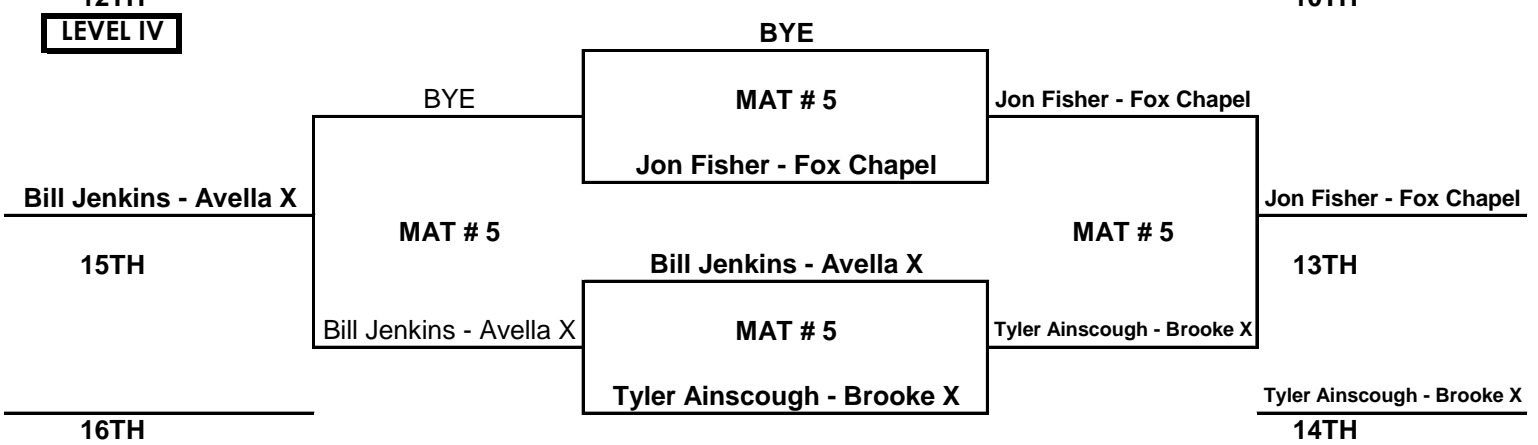 12TH
10TH
LEVEL IV
BYE
BYE
MAT # 5
Jon Fisher - Fox Chapel
Jon Fisher - Fox Chapel
Bill Jenkins - Avella X
Jon Fisher - Fox Chapel
MAT # 5
MAT # 5
15TH
Bill Jenkins - Avella X
13TH
Bill Jenkins - Avella X
MAT # 5
Tyler Ainscough - Brooke X
Tyler Ainscough - Brooke X
Tyler Ainscough - Brooke X
16TH
14TH